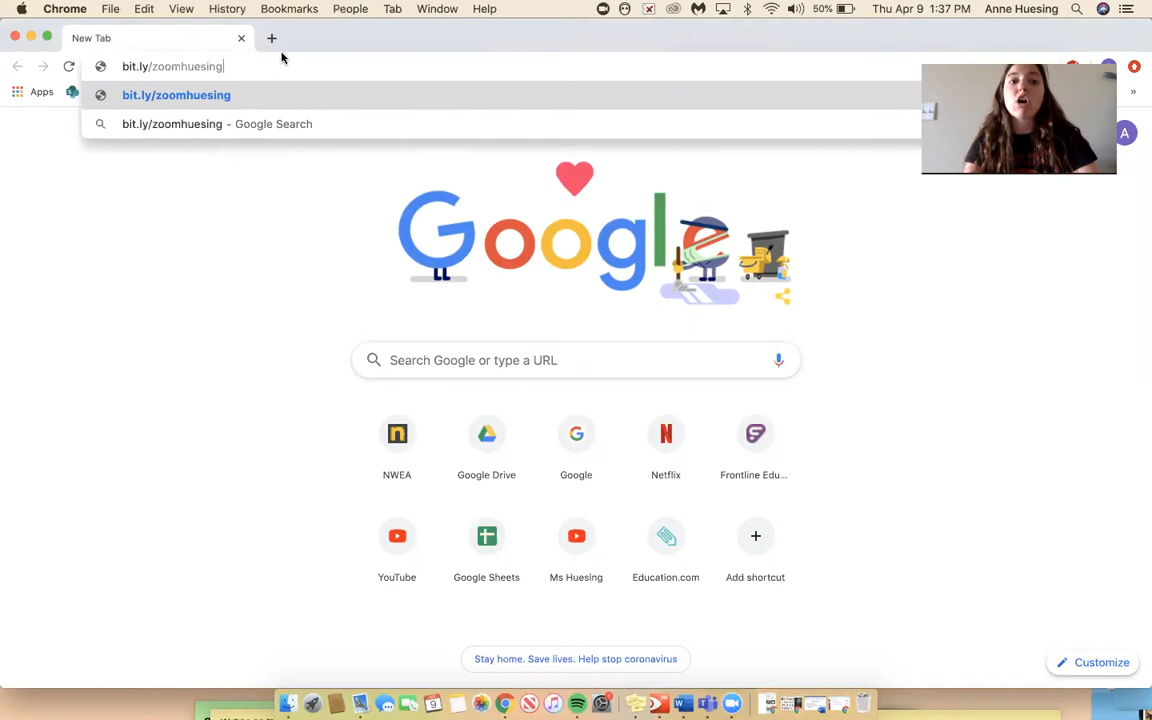 Chrome File Edit View History Bookmarks People Tab Window Help 50% Thu Apr 9 1:37 PM Anne Huesing
New Tab
bit.ly/zoomhuesing
Apps
bit.ly/zoomhuesing
»
bit.ly/zoomhuesing - Google Search
A
Google
Search Google or type a URL
NWEA Google Drive Google Netflix Frontline Edu...
YouTube Google Sheets Ms Huesing Education.com Add shortcut
Stay home. Save lives. Help stop coronavirus
Customize